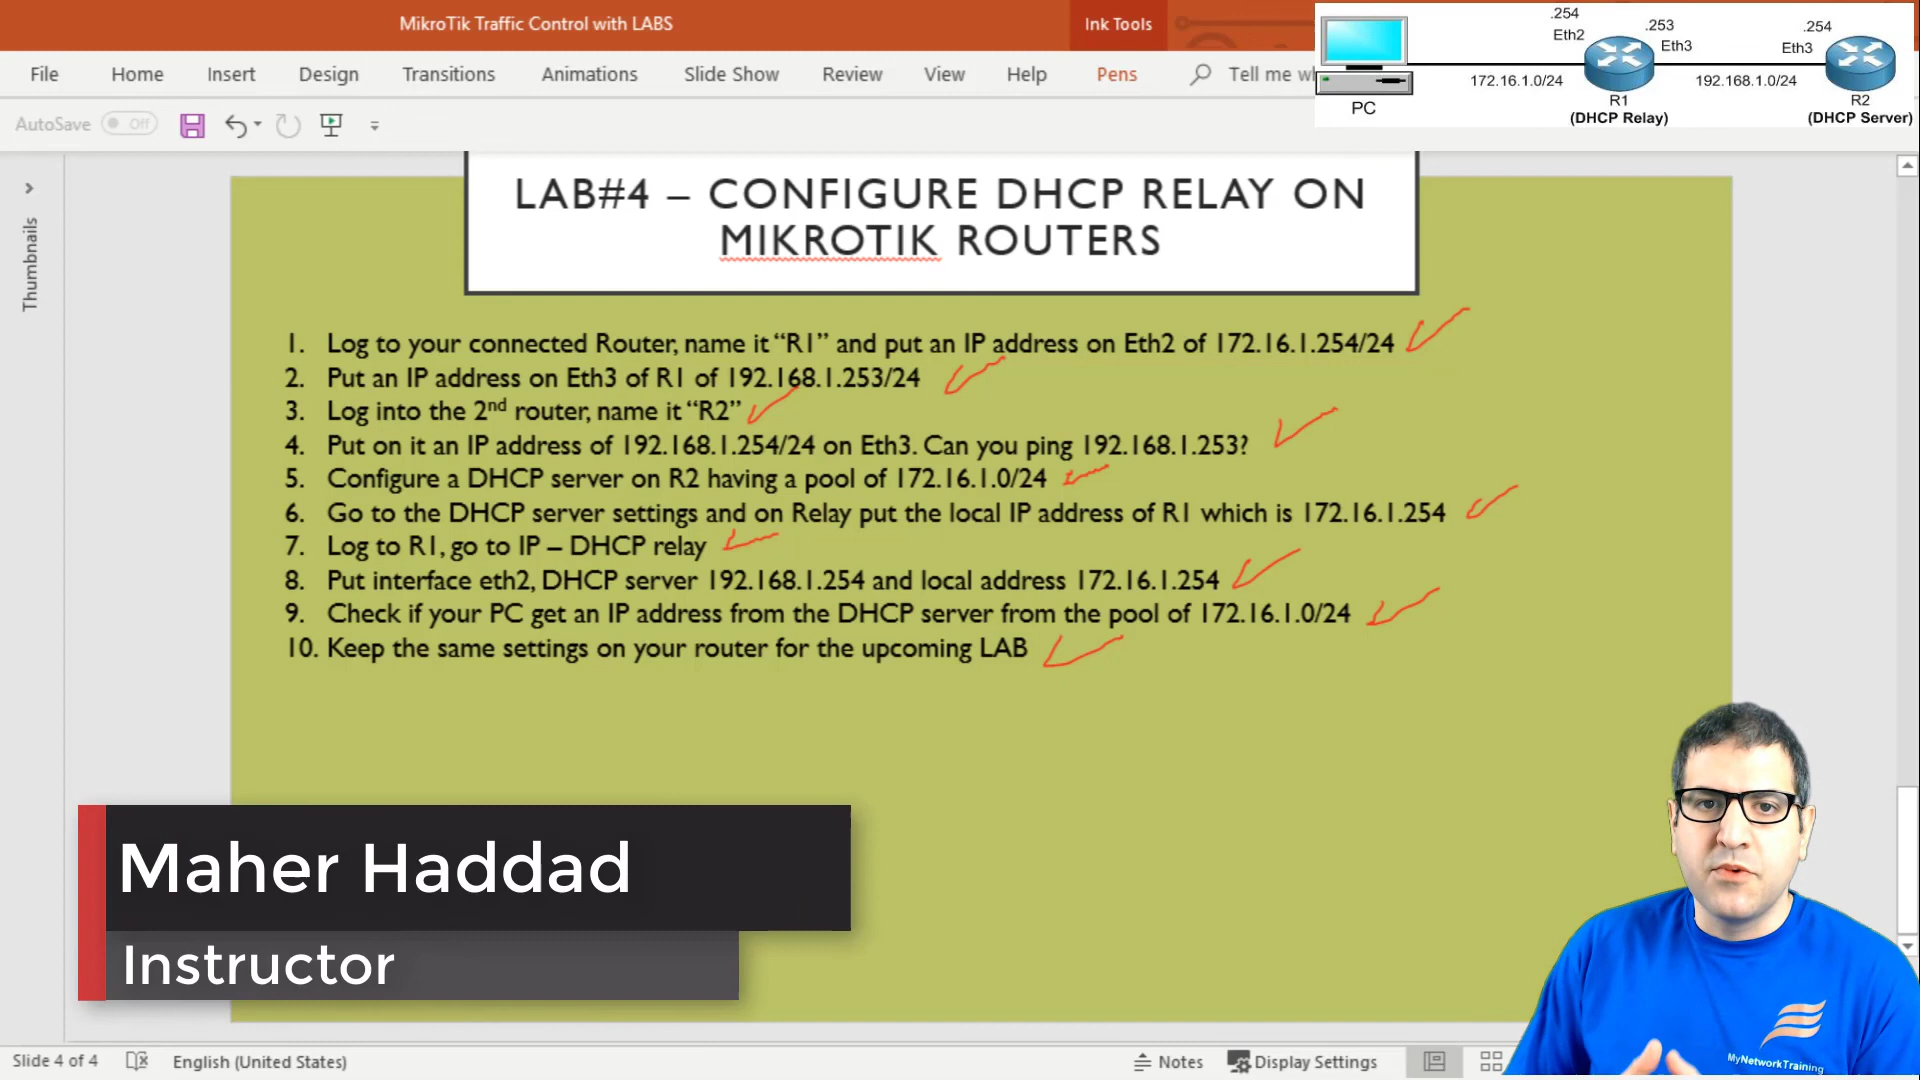 MikroTik Traffic Control with LABS
Ink Tools
File Home Insert Design Transitions Animations Slide Show Review View Help Pens Tell me
AutoSave Off
.254
Eth2
.253
Eth3
.254
Eth3
172.16.1.0/24
192.168.1.0/24
PC
R1
(DHCP Relay)
R2
(DHCP Server)
Thumbnails
LAB#4 – CONFIGURE DHCP RELAY ON
MIKROTIK ROUTERS
1. Log to your connected Router, name it “R1” and put an IP address on Eth2 of 172.16.1.254/24
2. Put an IP address on Eth3 of R1 of 192.168.1.253/24
3. Log into the 2nd router, name it “R2”
4. Put on it an IP address of 192.168.1.254/24 on Eth3. Can you ping 192.168.1.253?
5. Configure a DHCP server on R2 having a pool of 172.16.1.0/24
6. Go to the DHCP server settings and on Relay put the local IP address of R1 which is 172.16.1.254
7. Log to R1, go to IP – DHCP relay
8. Put interface eth2, DHCP server 192.168.1.254 and local address 172.16.1.254
9. Check if your PC get an IP address from the DHCP server from the pool of 172.16.1.0/24
10. Keep the same settings on your router for the upcoming LAB
Maher Haddad
Instructor
MyNetworkTraining
Slide 4 of 4 English (United States) Notes Display Settings